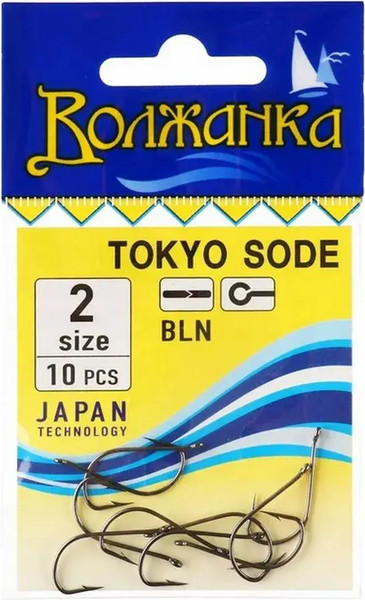 Волжанка
TOKYO SODE
2
size
10 PCS
BLN
JAPAN
TECHNOLOGY